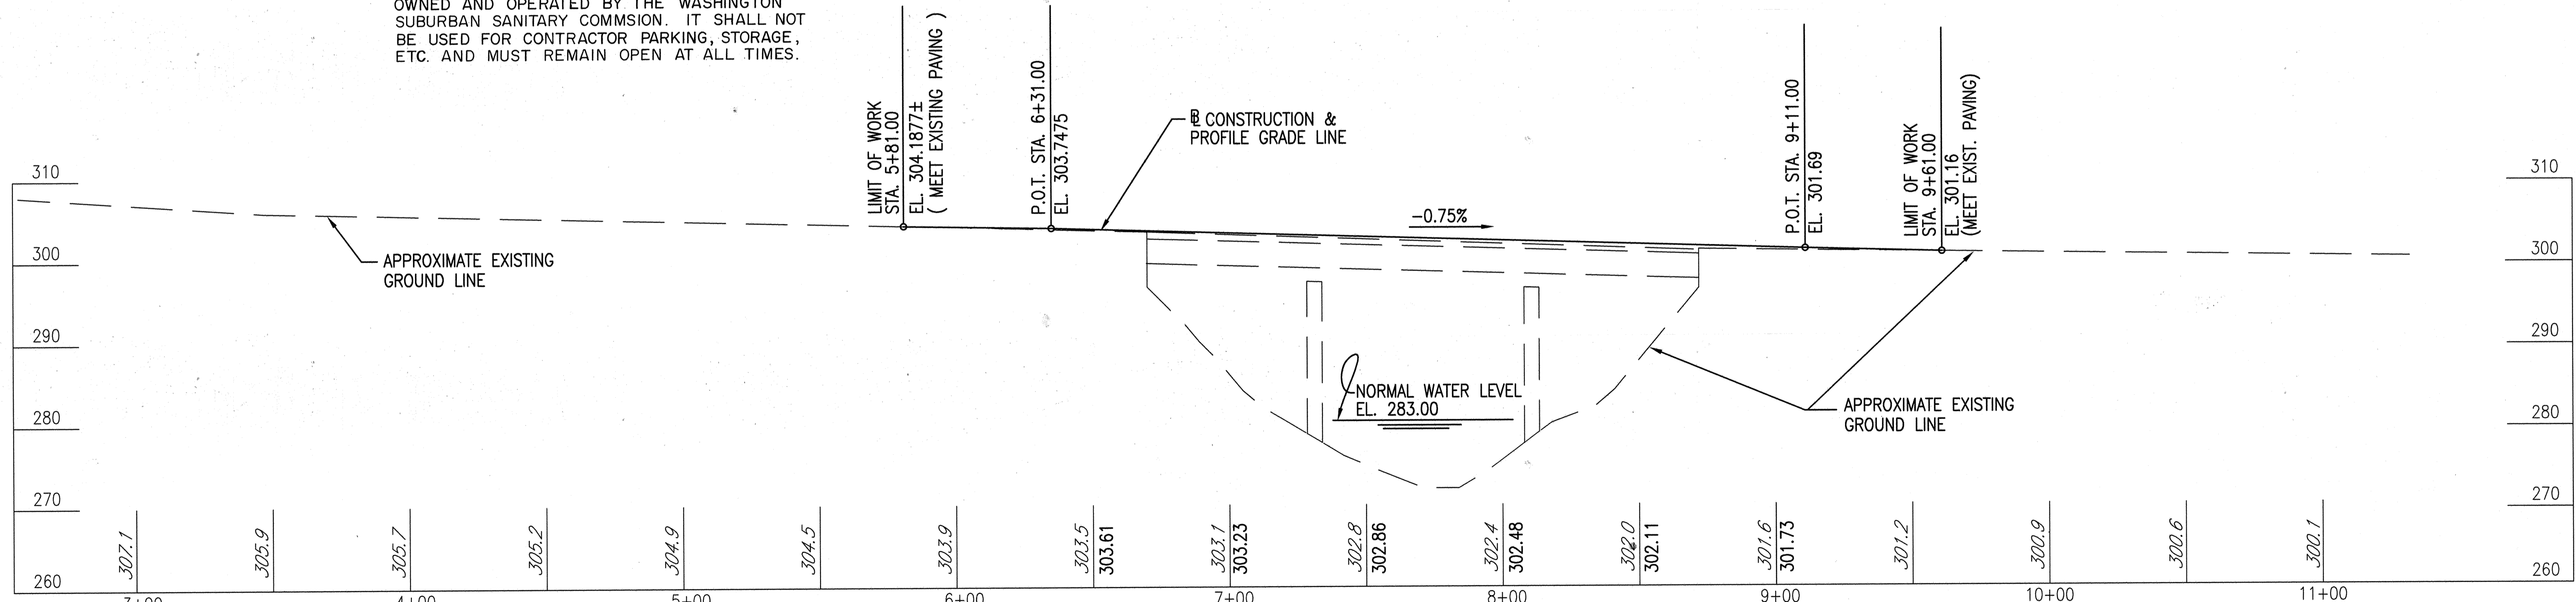 OWNED AND OPERATED BY THE WASHINGTON
SUBURBAN SANITARY COMMSION. IT SHALL NOT
BE USED FOR CONTRACTOR PARKING, STORAGE,
ETC. AND MUST REMAIN OPEN AT ALL TIMES.
LIMIT OF WORK
STA. 5+81.00
EL. 304.1877±
( MEET EXISTING PAVING )
P.O.T. STA. 6+31.00
EL. 303.7475
B CONSTRUCTION &
PROFILE GRADE LINE
P.O.T. STA. 9+11.00
EL. 301.69
LIMIT OF WORK
STA. 9+61.00
EL. 301.16
(MEET EXIST. PAVING)
310
310
-0.75%
APPROXIMATE EXISTING
GROUND LINE
300
300
290
290
NORMAL WATER LEVEL
EL. 283.00
APPROXIMATE EXISTING
GROUND LINE
280
280
270
270
307.1
305.9
305.7
305.2
304.9
304.5
303.9
303.5
303.61
303.1
303.23
302.8
302.86
302.4
302.48
302.0
302.11
301.6
301.73
301.2
300.9
300.6
300.1
260
260
3+00
4+00
5+00
6+00
7+00
8+00
9+00
10+00
11+00